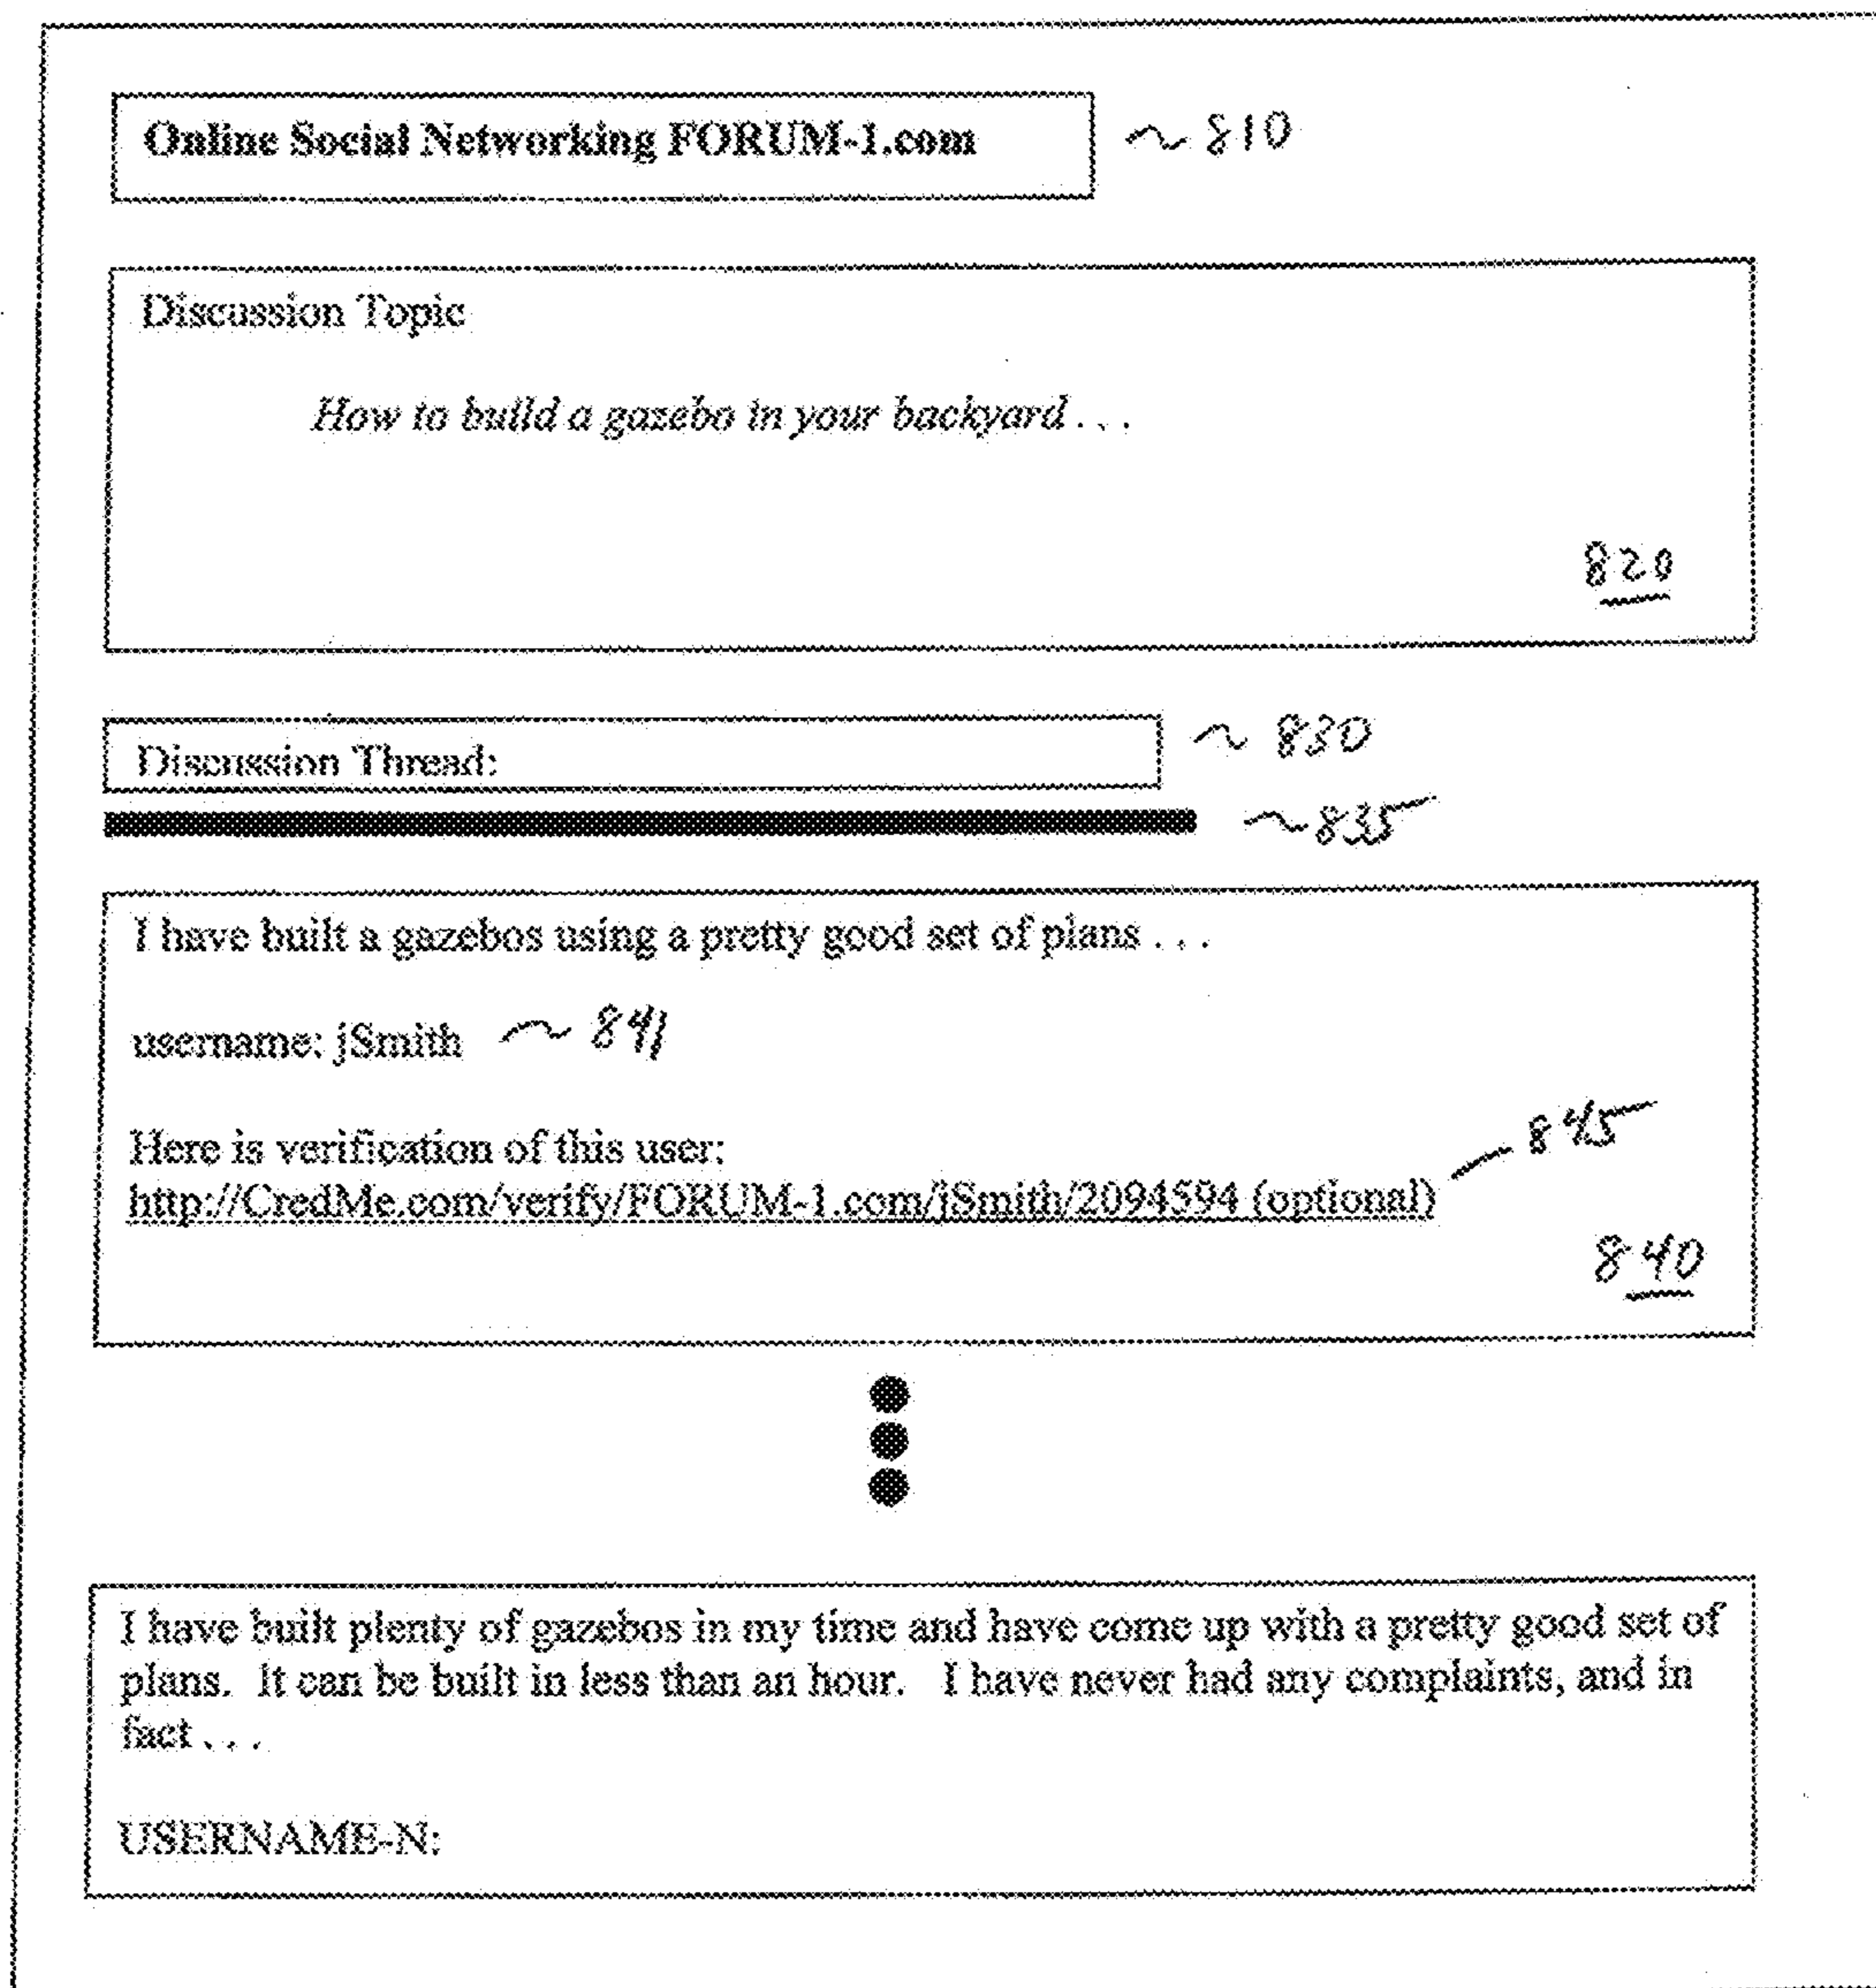 Online Social Networking FORUM-1.com ~ 810
Discussion Topic
How to build a gazebo in your backyard . . .
820
Discussion Thread: ~ 830
~ 835
I have built a gazebos using a pretty good set of plans . . .
username: jSmith ~ 841
Here is verification of this user:
http://CredMe.com/verify/FORUM-1.com/jSmith/2094594 (optional) 845
840
I have built plenty of gazebos in my time and have come up with a pretty good set of
plans. It can be built in less than an hour. I have never had any complaints, and in
fact . . .
USERNAME-N: